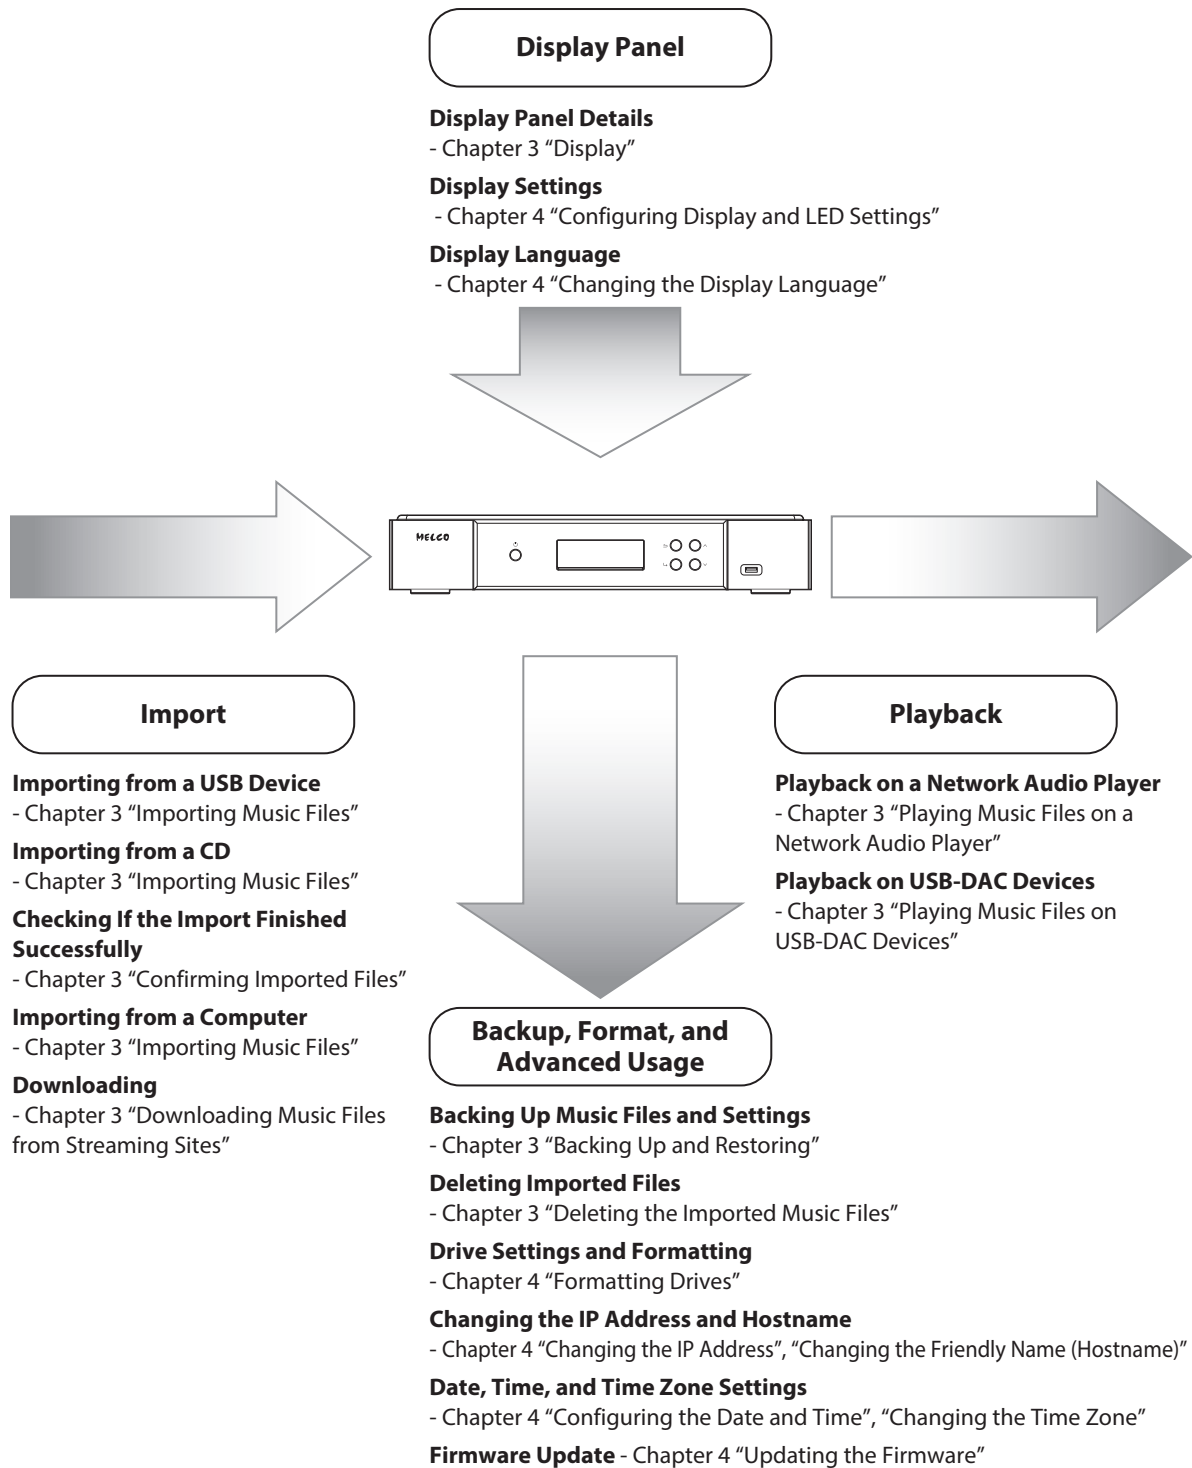 Display Panel
Display Panel Details
- Chapter 3 “Display”
Display Settings
- Chapter 4 “Configuring Display and LED Settings”
Display Language
- Chapter 4 “Changing the Display Language”
MELCO
Import
Importing from a USB Device
- Chapter 3 “Importing Music Files”
Importing from a CD
- Chapter 3 “Importing Music Files”
Checking If the Import Finished
Successfully
- Chapter 3 “Confirming Imported Files”
Importing from a Computer
- Chapter 3 “Importing Music Files”
Downloading
- Chapter 3 “Downloading Music Files
from Streaming Sites”
Playback
Playback on a Network Audio Player
- Chapter 3 “Playing Music Files on a
Network Audio Player”
Playback on USB-DAC Devices
- Chapter 3 “Playing Music Files on
USB-DAC Devices”
Backup, Format, and
Advanced Usage
Backing Up Music Files and Settings
- Chapter 3 “Backing Up and Restoring”
Deleting Imported Files
- Chapter 3 “Deleting the Imported Music Files”
Drive Settings and Formatting
- Chapter 4 “Formatting Drives”
Changing the IP Address and Hostname
- Chapter 4 “Changing the IP Address”, “Changing the Friendly Name (Hostname)”
Date, Time, and Time Zone Settings
- Chapter 4 “Configuring the Date and Time”, “Changing the Time Zone”
Firmware Update - Chapter 4 “Updating the Firmware”